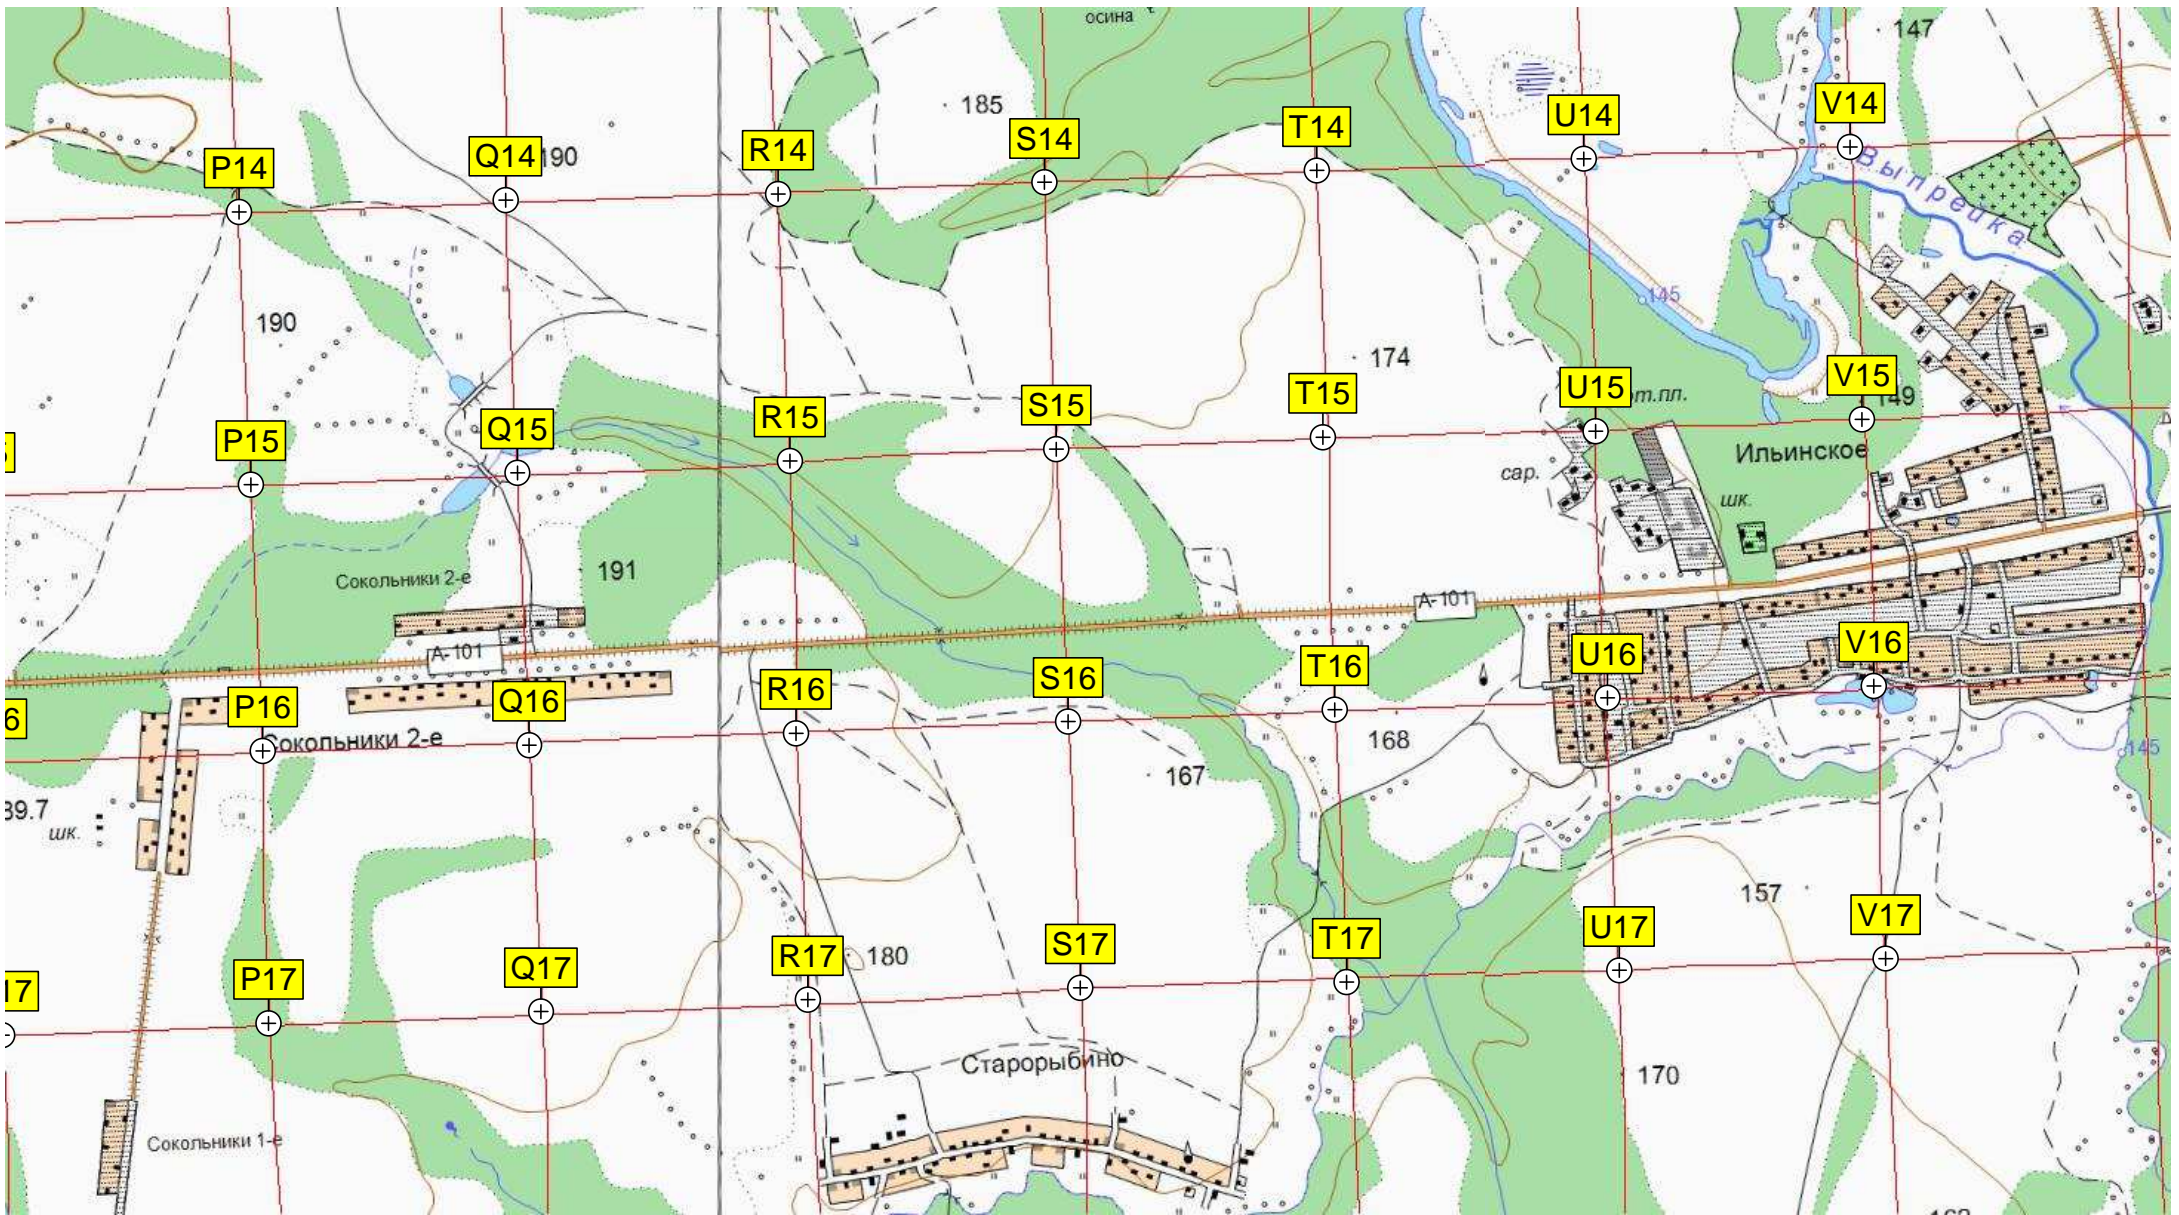 осина
147
185
V14
U14
T14
S14
R14
Q14
190
P14
Выпрейка
145
190
174
149
V15
U15
т.пл.
T15
S15
R15
Q15
P15
Ильинское
сар.
шк.
Сокольники 2-е
191
А-101
А-101
V16
U16
T16
S16
R16
Q16
P16
6
Сокольники 2-е
168
167
145
39.7
шк.
157
V17
U17
T17
S17
R17
180
Q17
P17
17
Старорыбино
170
Сокольники 1-е